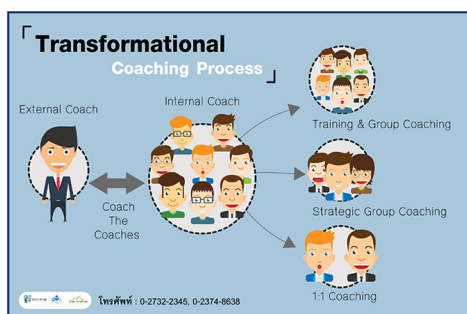 「Transformational
Coaching Process」
External Coach
Internal Coach
Coach
The
Coaches
Training & Group Coaching
Strategic Group Coaching
1:1 Coaching
โทรศัพท์ : 0-2732-2345, 0-2374-8638